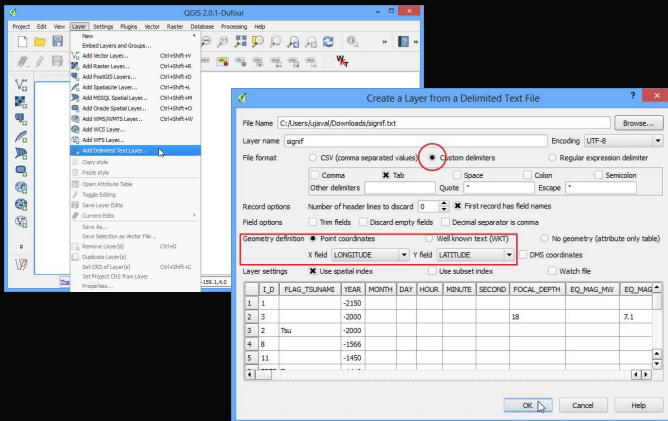 QGIS 2.0.1-Dufour
Project Edit View Layer Settings Plugins Vector Raster Database Processing Help
New
Embed Layers and Groups...
Add Vector Layer... Ctrl+Shift+V
Add Raster Layer... Ctrl+Shift+R
Add PostGIS Layers... Ctrl+Shift+D
Add SpatiaLite Layer... Ctrl+Shift+L
Add MSSQL Spatial Layer... Ctrl+Shift+M
Add Oracle Spatial Layer... Ctrl+Shift+O
Add WMS/WMTS Layer... Ctrl+Shift+W
Add WCS Layer...
Add WFS Layer...
Add Delimited Text Layer...
Copy style
Paste style
Open Attribute Table
Toggle Editing
Save Layer Edits
Current Edits
Save As...
Save Selection as Vector File...
Remove Layer(s) Ctrl+D
Duplicate Layer(s)
Set CRS of Layer(s) Ctrl+Shift+C
Set Project CRS from Layer
Properties...
-159.1,4.0
Create a Layer from a Delimited Text File
File Name C:/Users/ujaval/Downloads/signif.txt Browse...
Layer name signif Encoding UTF-8
File format CSV (comma separated values) Custom delimiters Regular expression delimiter
Comma Tab Space Colon Semicolon
Other delimiters Quote " Escape "
Record options Number of header lines to discard 0 First record has field names
Field options Trim fields Discard empty fields Decimal separator is comma
Geometry definition Point coordinates Well known text (WKT) No geometry (attribute only table)
X field LONGITUDE Y field LATITUDE DMS coordinates
Layer settings Use spatial index Use subset index Watch file
I_D FLAG_TSUNAMI YEAR MONTH DAY HOUR MINUTE SECOND FOCAL_DEPTH EQ_MAG_MW EQ_MAG
1 1 -2150
2 3 -2000 18 7.1
3 2 Tsu -2000
4 8 -1566
5 11 -1450
OK Cancel Help